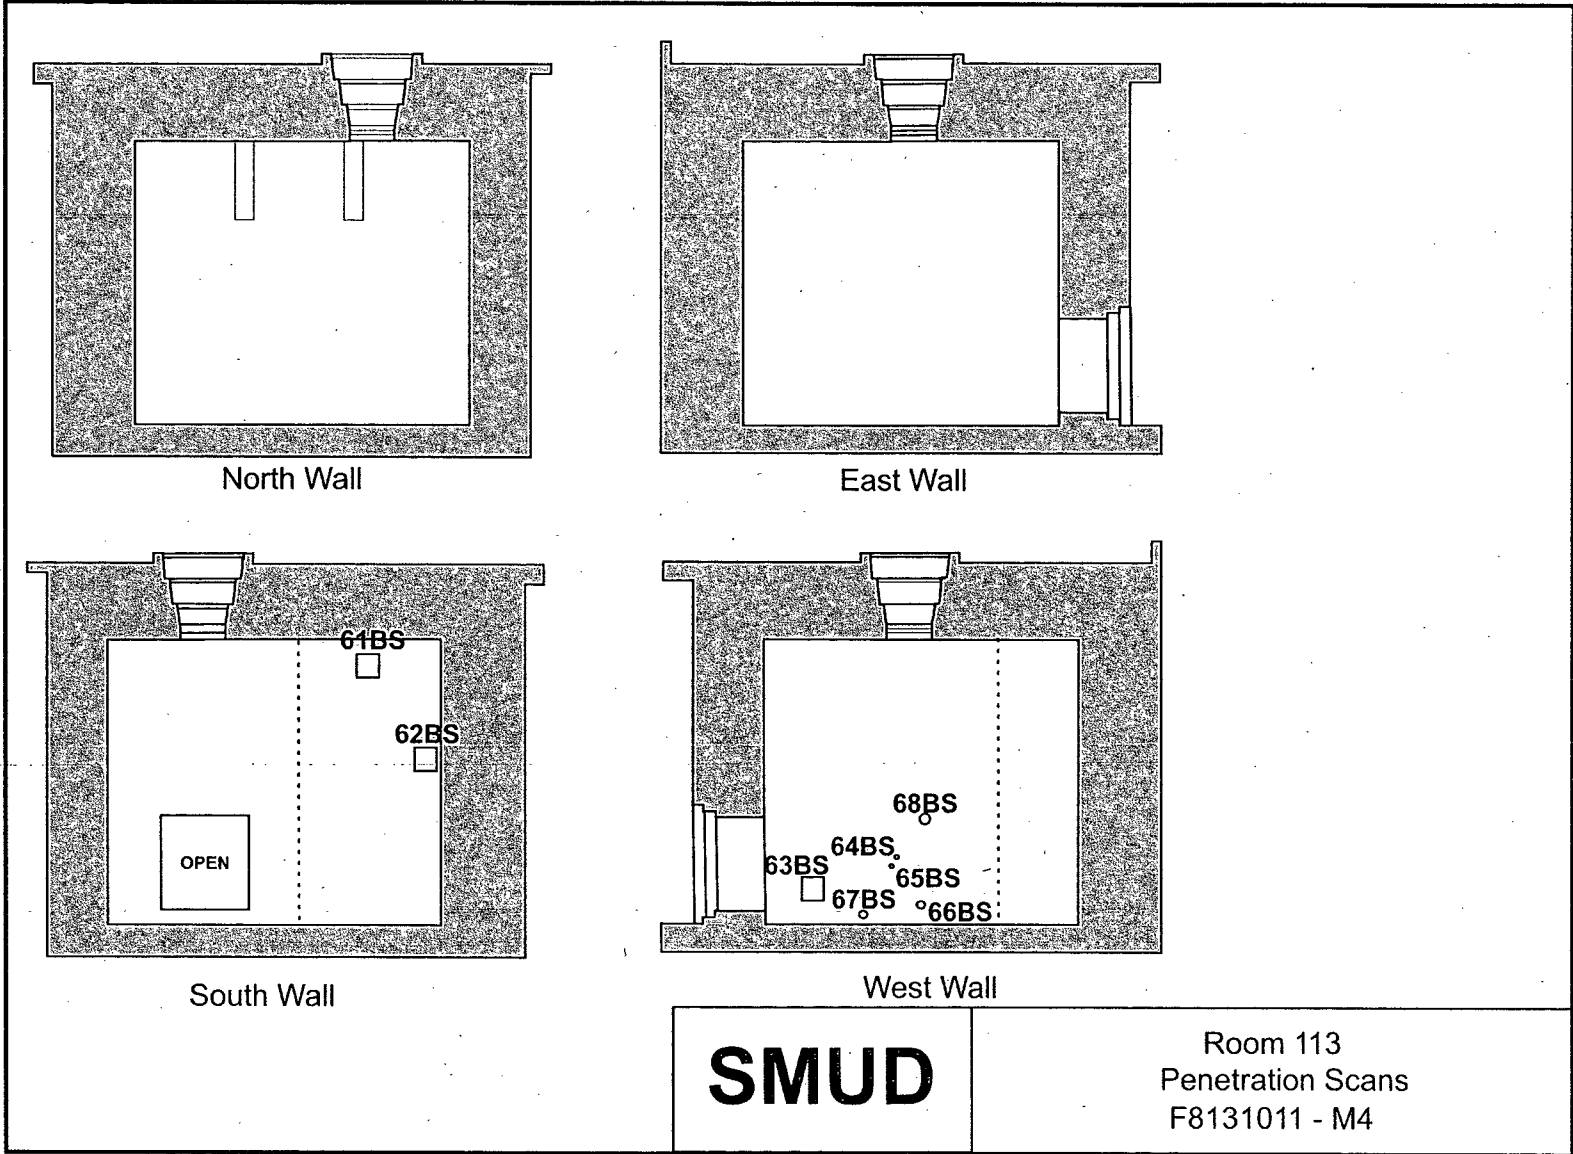 North Wall
East Wall
61BS
62BS
OPEN
South Wall
68BS
64BS
63BS
65BS
67BS
66BS
West Wall
SMUD
Room 113
Penetration Scans
F8131011 - M4